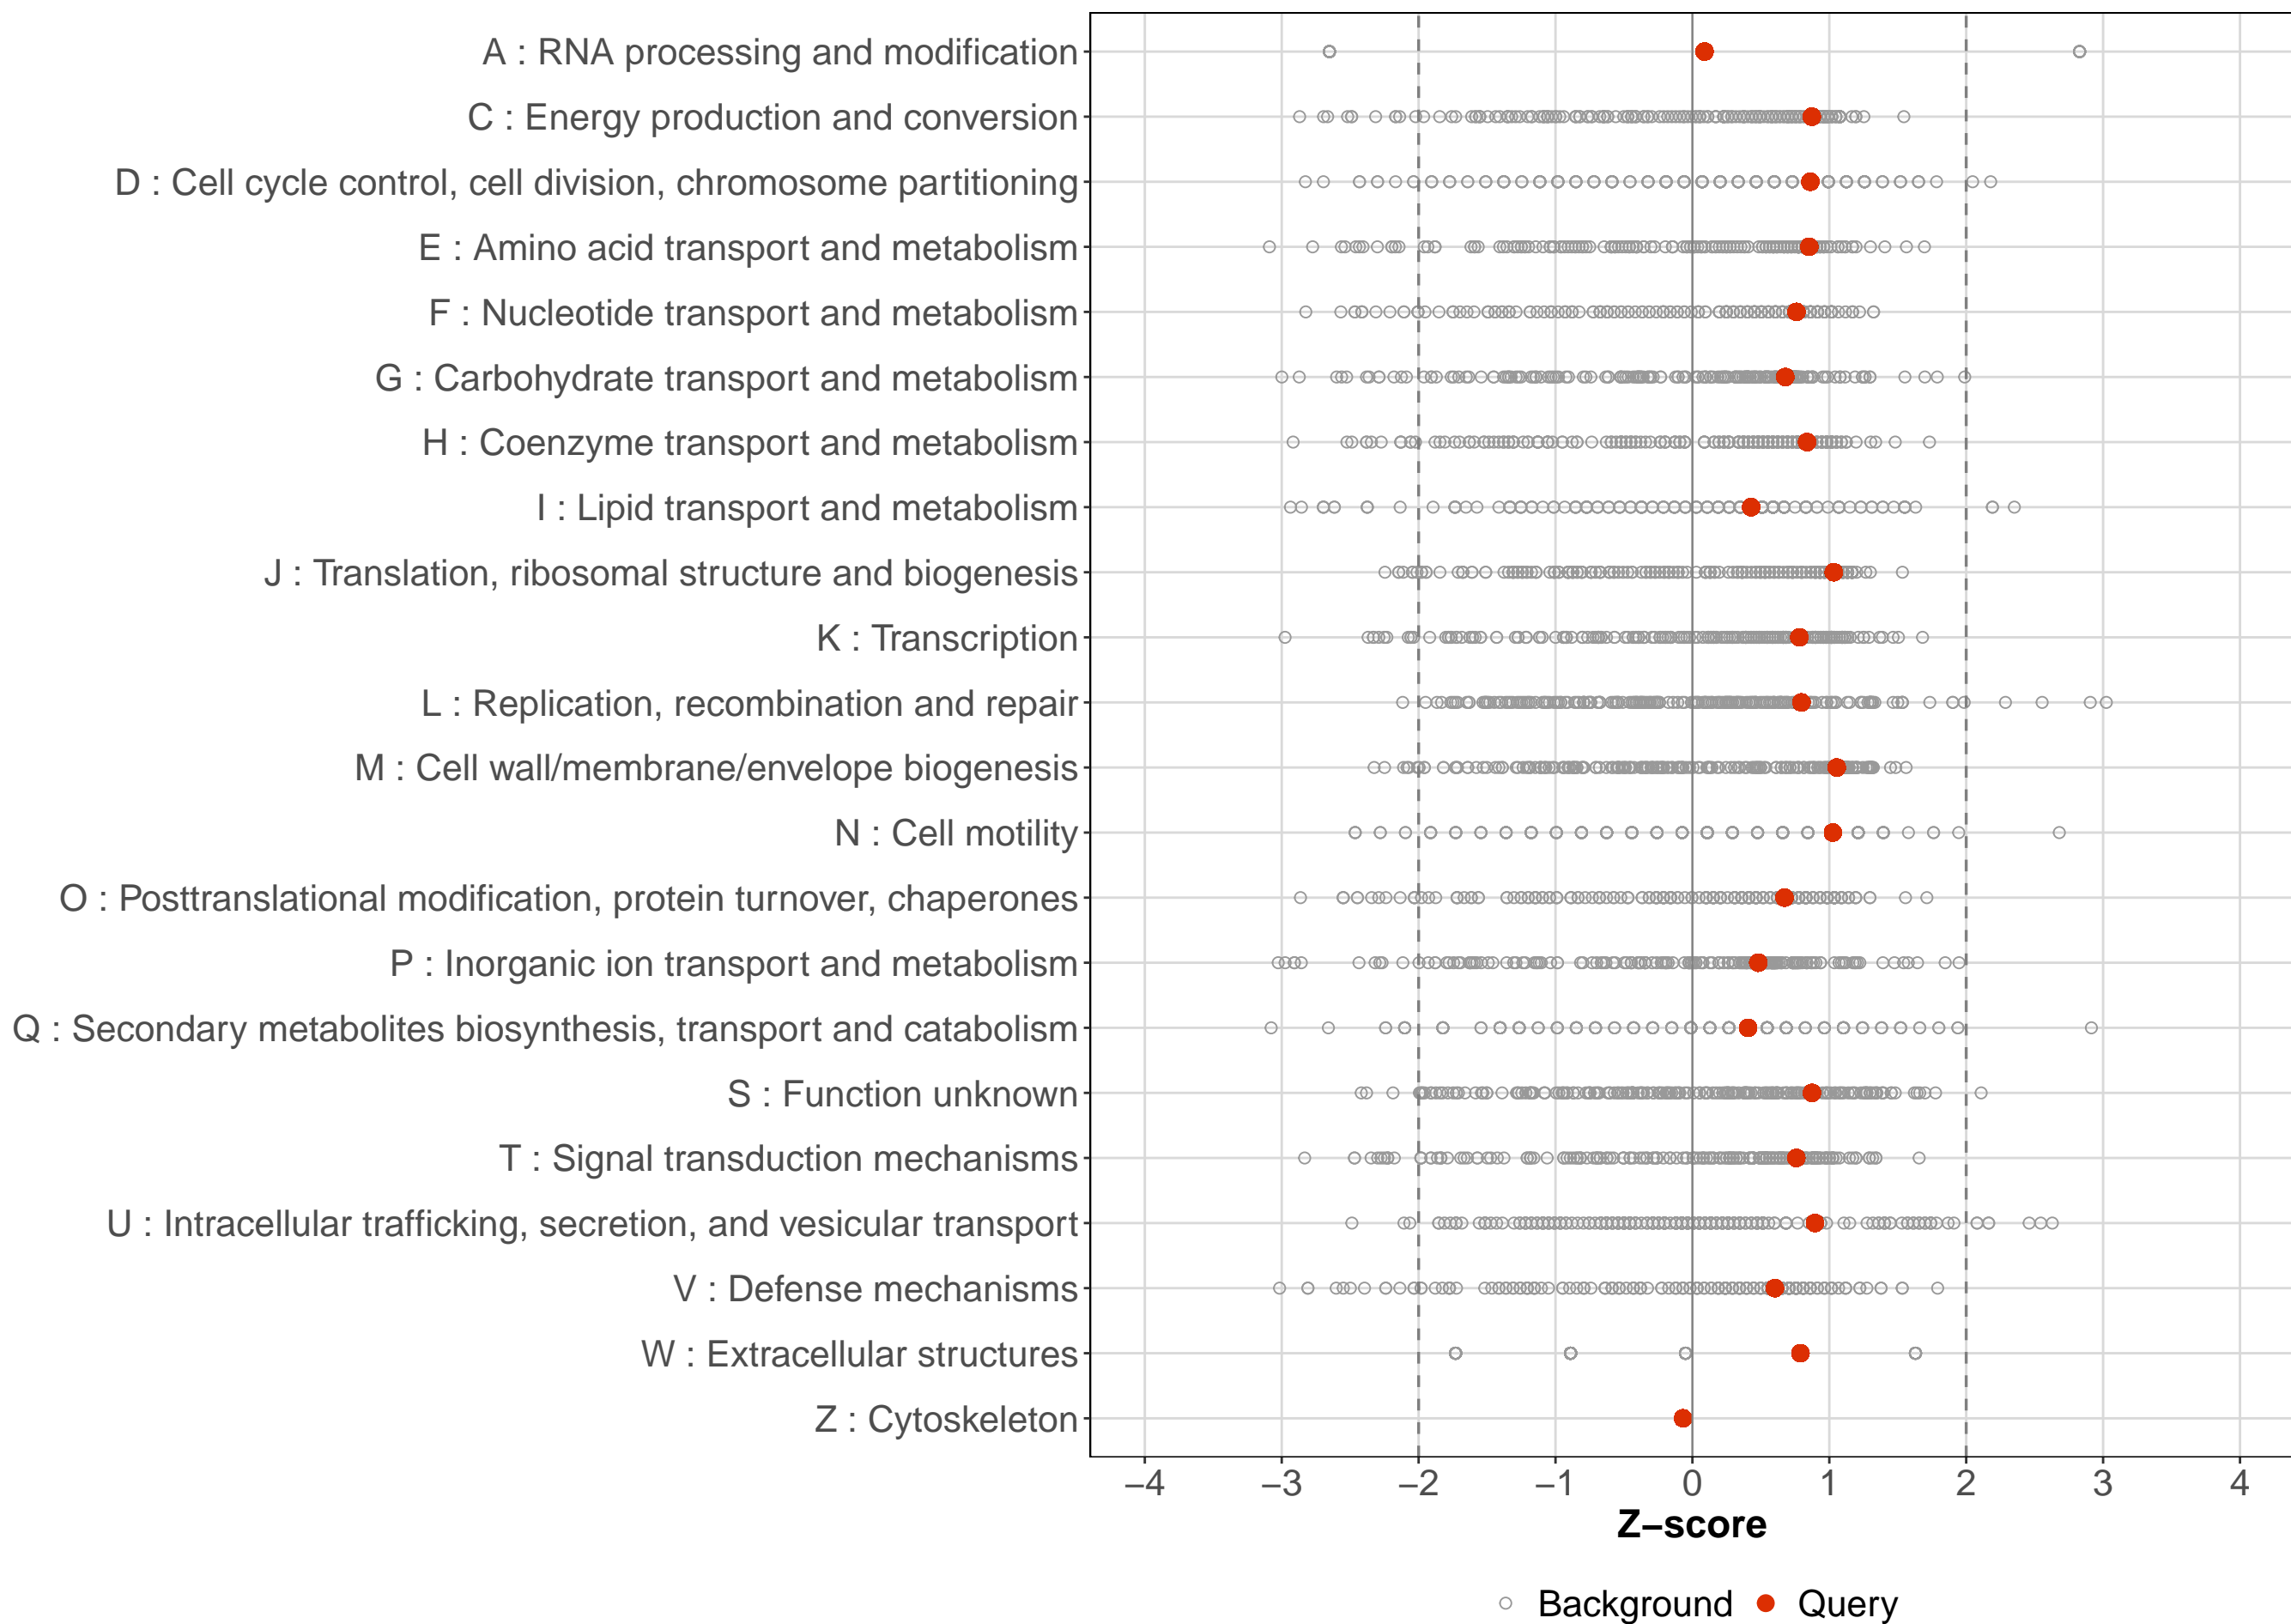 A : RNA processing and modification
C : Energy production and conversion
D : Cell cycle control, cell division, chromosome partitioning
E : Amino acid transport and metabolism
F : Nucleotide transport and metabolism
G : Carbohydrate transport and metabolism
H : Coenzyme transport and metabolism
I : Lipid transport and metabolism
J : Translation, ribosomal structure and biogenesis
K : Transcription
L : Replication, recombination and repair
M : Cell wall/membrane/envelope biogenesis
N : Cell motility
O : Posttranslational modification, protein turnover, chaperones
P : Inorganic ion transport and metabolism
Q : Secondary metabolites biosynthesis, transport and catabolism
S : Function unknown
T : Signal transduction mechanisms
U : Intracellular trafficking, secretion, and vesicular transport
V : Defense mechanisms
W : Extracellular structures
Z : Cytoskeleton
−4 −3 −2 −1 0 1 2 3 4
Z−score
Background Query